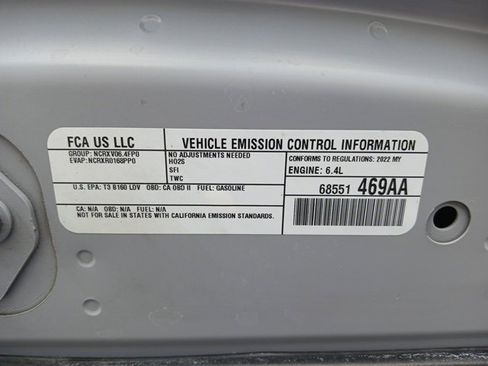 FCA US LLC
VEHICLE EMISSION CONTROL INFORMATION
GROUP: NCRXV06.4FP0
EVAP: NCRXR0168PP0
NO ADJUSTMENTS NEEDED
HO2S
SFI
TWC
CONFORMS TO REGULATIONS: 2022 MY
ENGINE: 6.4L
U.S. EPA: T3 B160 LDV OBD: CA OBD II FUEL: GASOLINE
68551 469AA
CA: N/A OBD: N/A FUEL: N/A
NOT FOR SALE IN STATES WITH CALIFORNIA EMISSION STANDARDS.